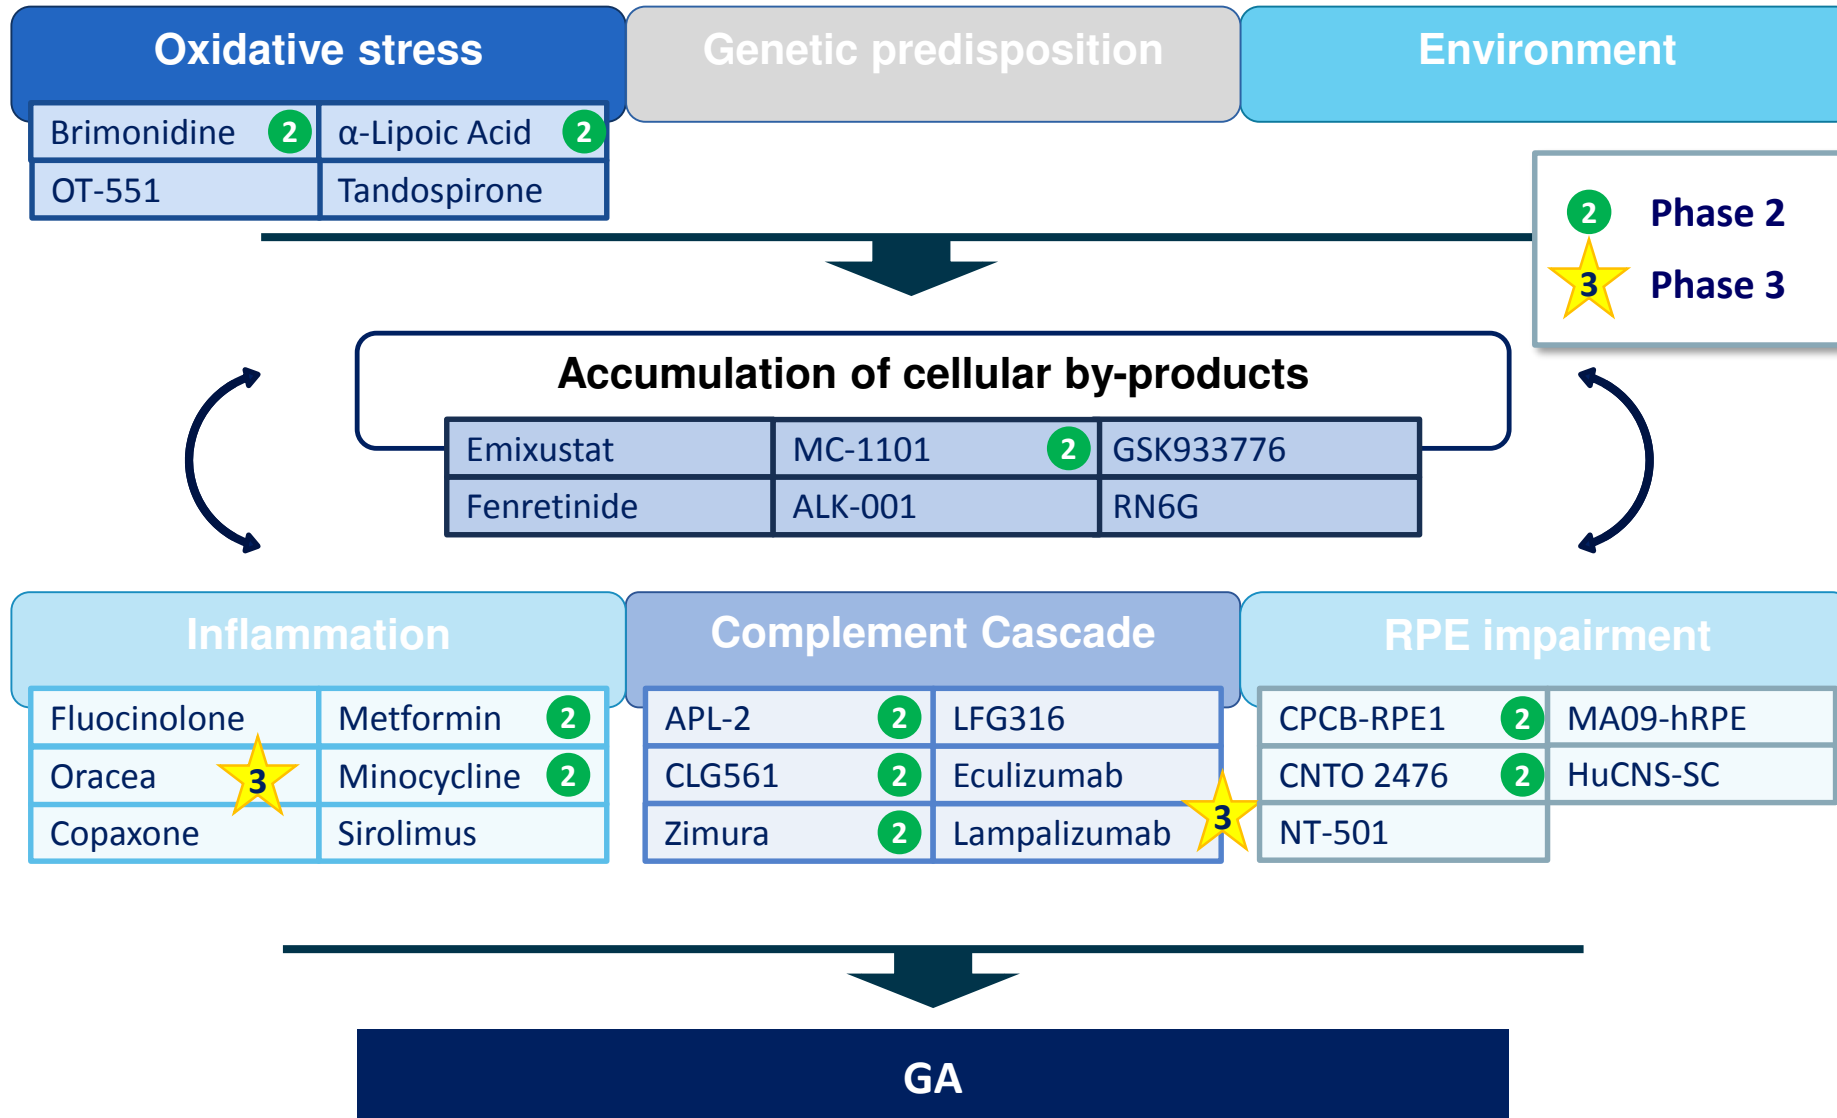 Oxidative stress
Genetic predisposition
Environment
Brimonidine 2 α-Lipoic Acid 2
OT-551 Tandospirone
2 Phase 2
3 Phase 3
Accumulation of cellular by-products
Emixustat MC-1101 2 GSK933776
Fenretinide ALK-001 RN6G
Inflammation
Fluocinolone Metformin 2
Oracea 3 Minocycline 2
Copaxone Sirolimus
Complement Cascade
APL-2 2 LFG316
CLG561 2 Eculizumab
Zimura 2 Lampalizumab 3
RPE impairment
CPCB-RPE1 2 MA09-hRPE
CNTO 2476 2 HuCNS-SC
NT-501
GA